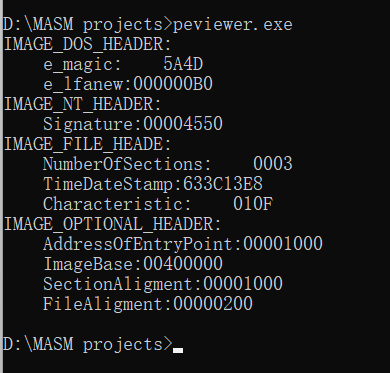 D:\MASM projects>peviewer.exe
IMAGE_DOS_HEADER:
    e_magic:    5A4D
    e_lfanew:000000B0
IMAGE_NT_HEADER:
    Signature:00004550
IMAGE_FILE_HEADE:
    NumberOfSections:    0003
    TimeDateStamp:633C13E8
    Characteristic:    010F
IMAGE_OPTIONAL_HEADER:
    AddressOfEntryPoint:00001000
    ImageBase:00400000
    SectionAligment:00001000
    FileAligment:00000200
D:\MASM projects>